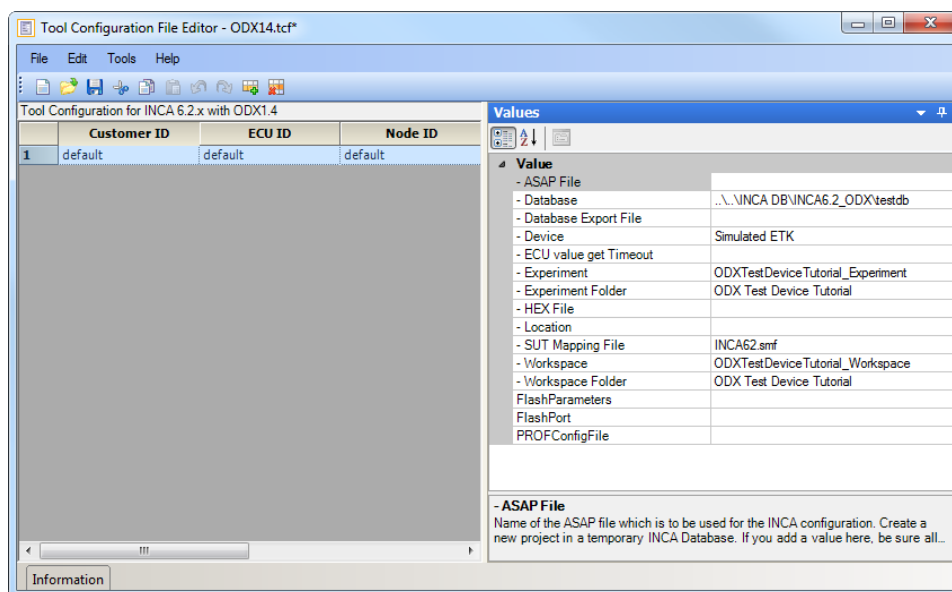 Tool Configuration File Editor - ODX14.tcf*
File Edit Tools Help
Tool Configuration for INCA 6.2.x with ODX1.4
Customer ID ECU ID Node ID
1 default default default
Values
Value
- ASAP File
- Database ..\..\INCA DB\INCA6.2_ODX\testdb
- Database Export File
- Device Simulated ETK
- ECU value get Timeout
- Experiment ODXTestDeviceTutorial_Experiment
- Experiment Folder ODX Test Device Tutorial
- HEX File
- Location
- SUT Mapping File INCA62.smf
- Workspace ODXTestDeviceTutorial_Workspace
- Workspace Folder ODX Test Device Tutorial
FlashParameters
FlashPort
PROFConfigFile
- ASAP File
Name of the ASAP file which is to be used for the INCA configuration. Create a
new project in a temporary INCA Database. If you add a value here, be sure all...
Information